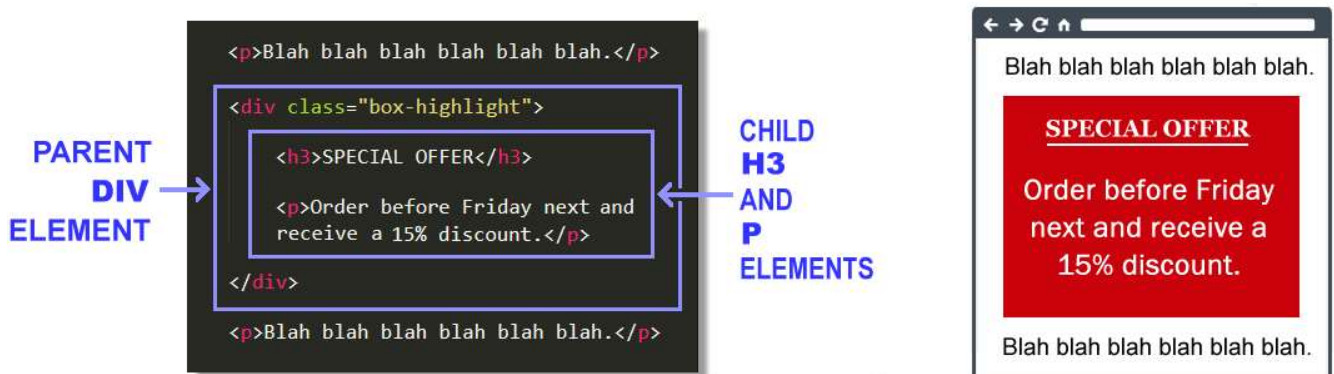 <p>Blah blah blah blah blah blah.</p>
<div class="box-highlight">
<h3>SPECIAL OFFER</h3>
<p>Order before Friday next and
receive a 15% discount.</p>
</div>
<p>Blah blah blah blah blah blah.</p>
PARENT
DIV
ELEMENT
CHILD
H3
AND
P
ELEMENTS
Blah blah blah blah blah blah.
SPECIAL OFFER
Order before Friday
next and receive a
15% discount.
Blah blah blah blah blah blah.